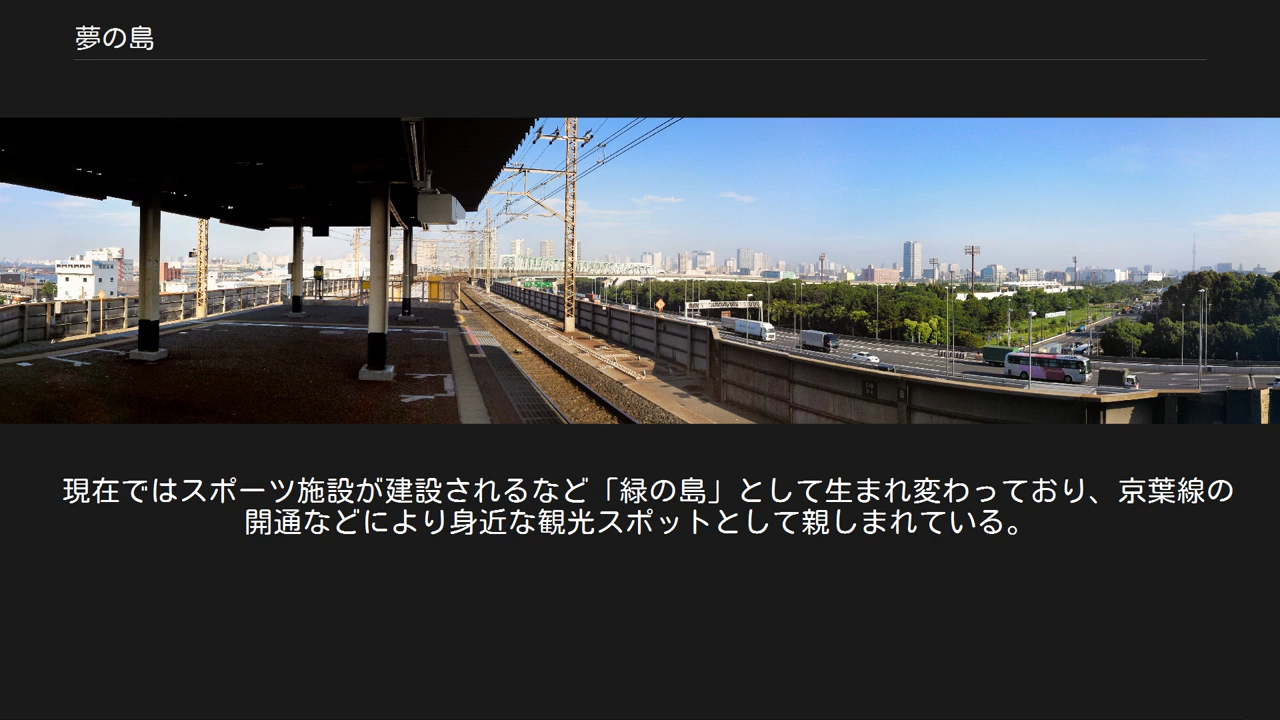 夢の島
現在ではスポーツ施設が建設されるなど「緑の島」として生まれ変わっており、京葉線の
開通などにより身近な観光スポットとして親しまれている。